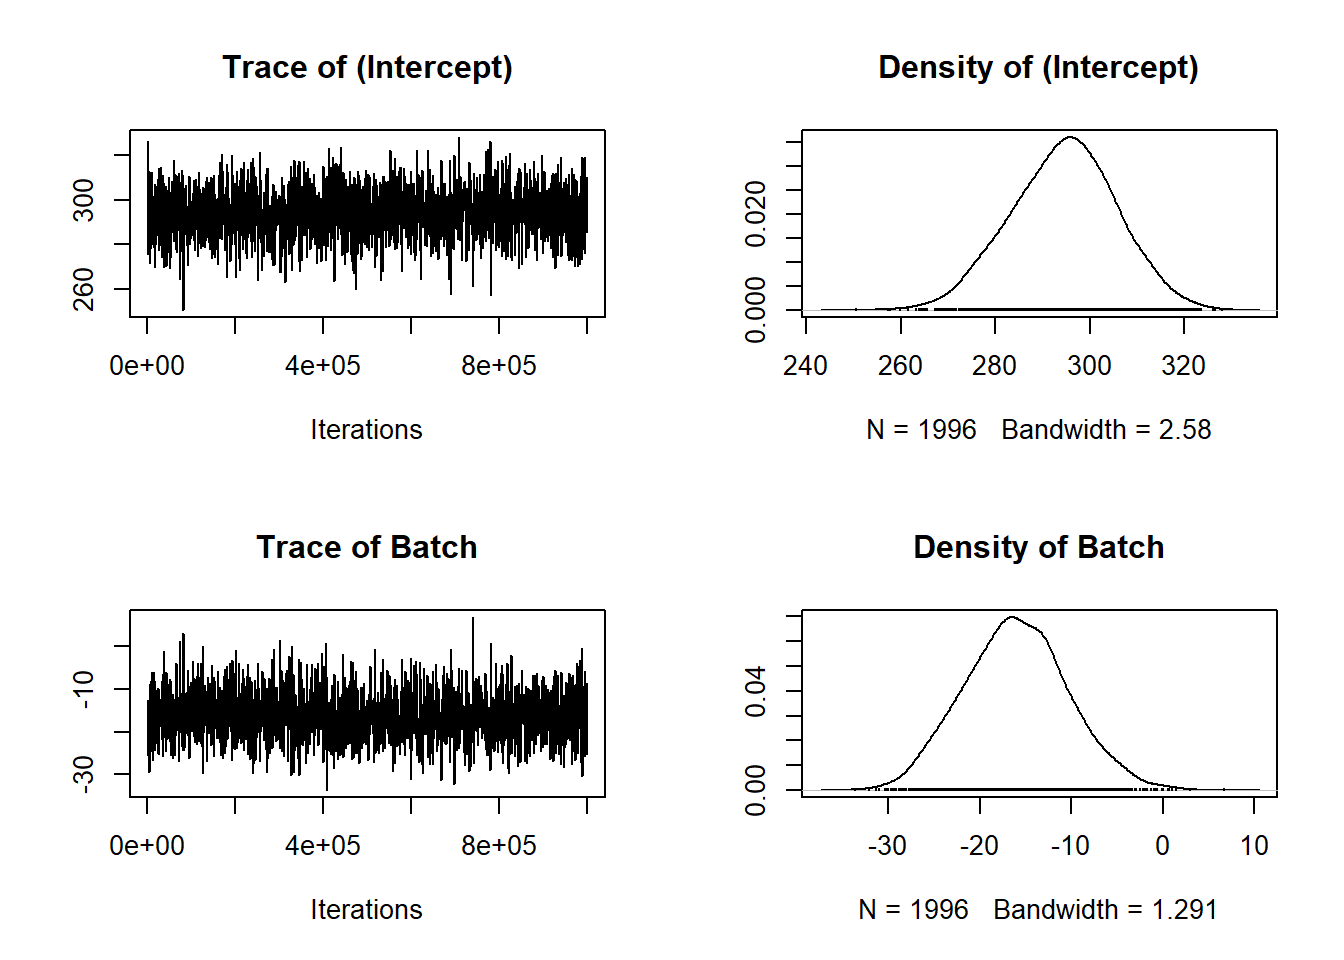 Trace of (Intercept)
300
260
0e+00 4e+05 8e+05
Iterations
Density of (Intercept)
0.020
0.000
240 260 280 300 320
N = 1996 Bandwidth = 2.58
Trace of Batch
-10
-30
0e+00 4e+05 8e+05
Iterations
Density of Batch
0.04
0.00
-30 -20 -10 0 10
N = 1996 Bandwidth = 1.291